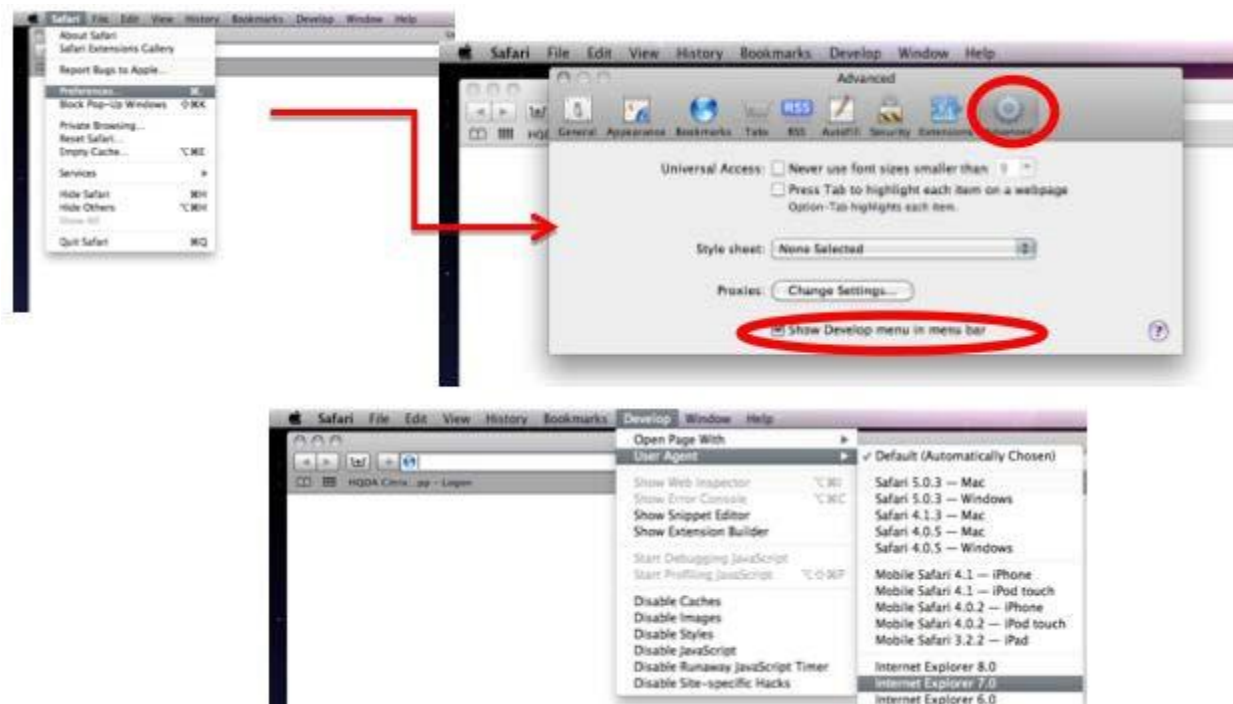 Safari File Edit View History Bookmarks Develop Window Help
About Safari
Safari Extensions Gallery
Report Bugs to Apple...
Preferences... ⌘,
Block Pop-Up Windows ⇧⌘K
Private Browsing...
Reset Safari...
Empty Cache... ⌥⌘E
Services
Hide Safari ⌘H
Hide Others ⌥⌘H
Show All
Quit Safari ⌘Q
Safari File Edit View History Bookmarks Develop Window Help
Advanced
General Appearance Bookmarks Tabs RSS AutoFill Security Extensions Advanced
Universal Access: Never use font sizes smaller than 9
Press Tab to highlight each item on a webpage
Option-Tab highlights each item.
Style sheet: None Selected
Proxies: Change Settings...
Show Develop menu in menu bar
?
Safari File Edit View History Bookmarks Develop Window Help
HQDA Citrix...pp - Logon
Open Page With
User Agent
Show Web Inspector ⌥⌘I
Show Error Console ⌥⌘C
Show Snippet Editor
Show Extension Builder
Start Debugging JavaScript
Start Profiling JavaScript ⌥⇧⌘P
Disable Caches
Disable Images
Disable Styles
Disable JavaScript
Disable Runaway JavaScript Timer
Disable Site-specific Hacks
✓ Default (Automatically Chosen)
Safari 5.0.3 — Mac
Safari 5.0.3 — Windows
Safari 4.1.3 — Mac
Safari 4.0.5 — Mac
Safari 4.0.5 — Windows
Mobile Safari 4.1 — iPhone
Mobile Safari 4.1 — iPod touch
Mobile Safari 4.0.2 — iPhone
Mobile Safari 4.0.2 — iPod touch
Mobile Safari 3.2.2 — iPad
Internet Explorer 8.0
Internet Explorer 7.0
Internet Explorer 6.0